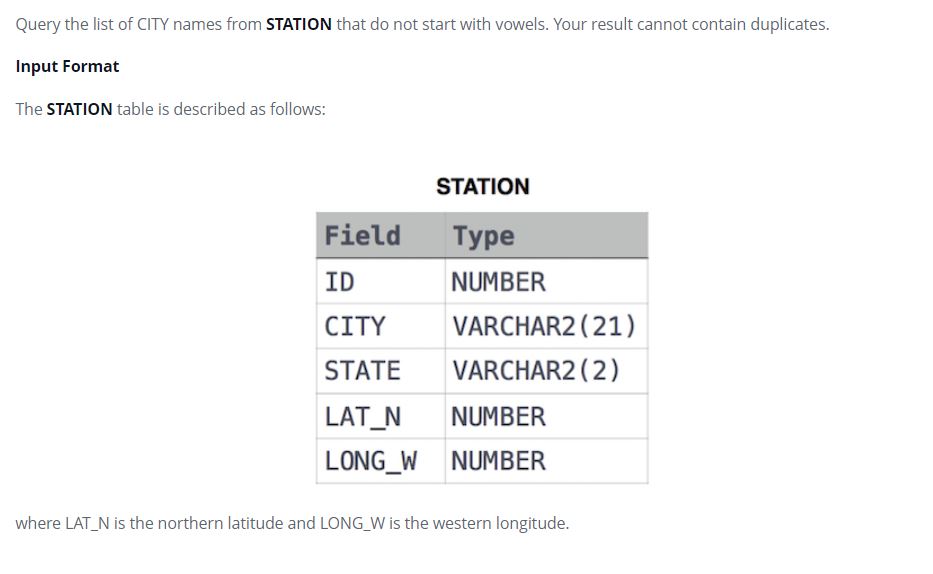 Query the list of CITY names from STATION that do not start with vowels. Your result cannot contain duplicates.
Input Format
The STATION table is described as follows:
STATION
Field Type
ID NUMBER
CITY VARCHAR2(21)
STATE VARCHAR2(2)
LAT_N NUMBER
LONG_W NUMBER
where LAT_N is the northern latitude and LONG_W is the western longitude.